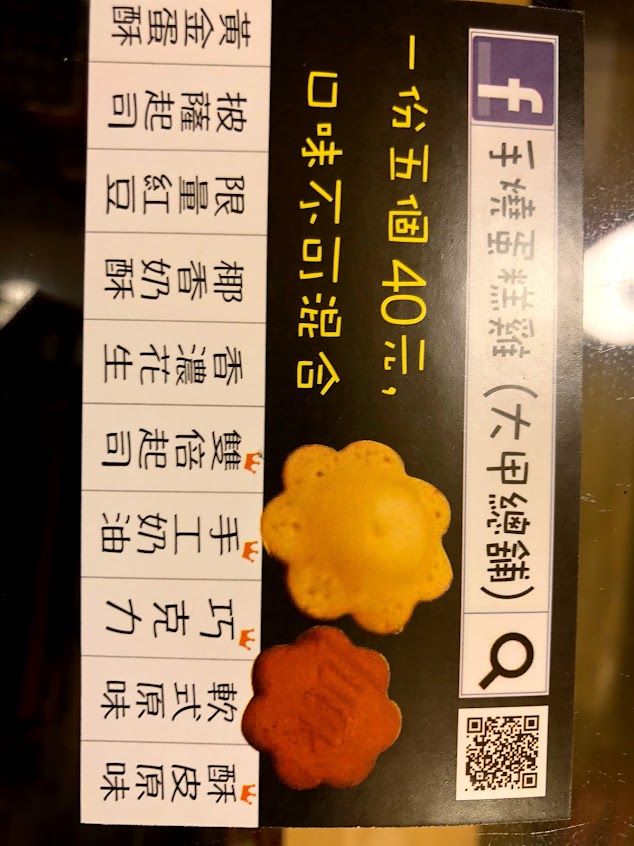 手燒蛋糕雞(大甲總舖)
一份五個40元，
口味不可混合
酥皮原味
軟式原味
巧克力
手工奶油
雙倍起司
香濃花生
椰香奶酥
限量紅豆
披薩起司
黃金蛋酥